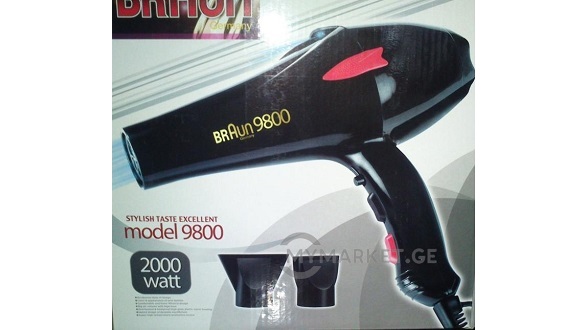 BRAUN
Germany
BRAun 9800
STYLISH TASTE EXCELLENT
model 9800
2000
watt
MYMARKET.GE